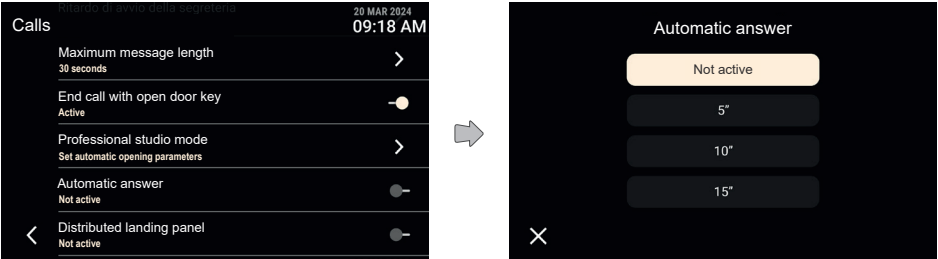 Ritardo di avvio della segreteria
20 MAR 2024
Calls
09:18 AM
Maximum message length
30 seconds
End call with open door key
Active
Professional studio mode
Set automatic opening parameters
Automatic answer
Not active
Distributed landing panel
Not active
Automatic answer
Not active
5″
10″
15″